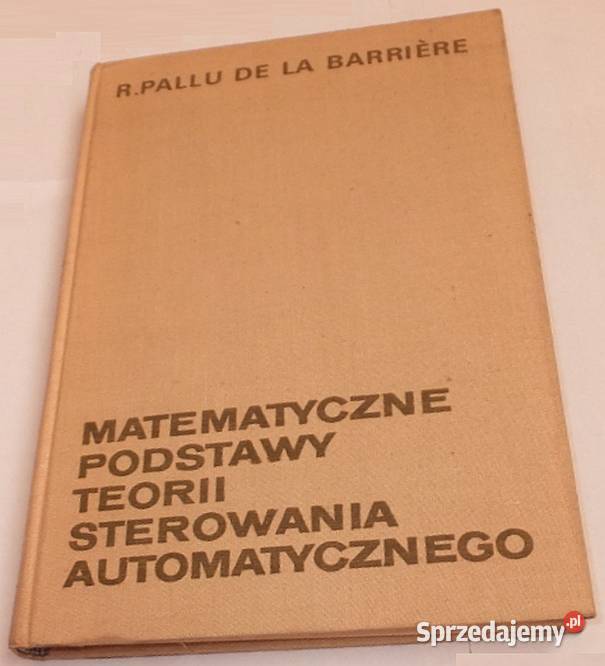 R.PALLU DE LA BARRIÈRE
MATEMATYCZNE
PODSTAWY
TEORII
STEROWANIA
AUTOMATYCZNEGO
Sprzedajemy.pl